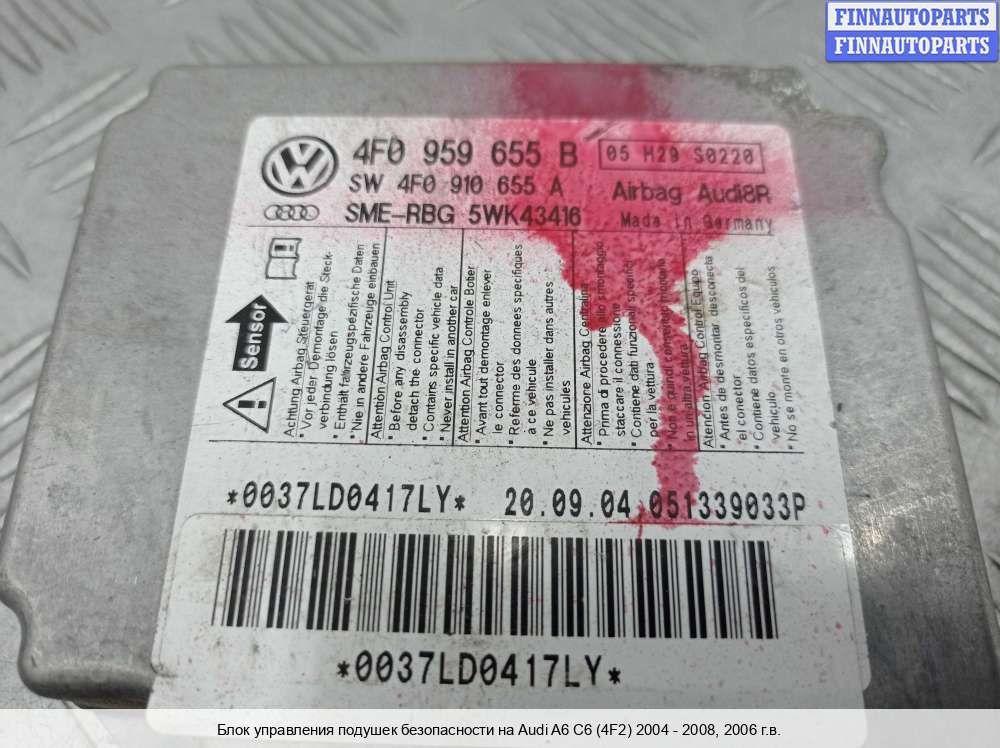 FINNAUTOPARTS
FINNAUTOPARTS
4F0 959 655 B
05 H29 S0220
SW 4F0 910 655 A
Airbag Audi8R
SME-RBG 5WK43416
Made in Germany
Sensor
Achtung Airbag Steuergerät
• Vor jeder Demontage die Steck-
verbindung lösen
• Enthält fahrzeugspezifische Daten
• Nie in andere Fahrzeuge einbauen
Attention Airbag Control Unit
• Before any disassembly
detach the connector
• Contains specific vehicle data
• Never install in another car
Attention Airbag Controle Boîtier
• Avant tout demontage enlever
le connector
• Referme des donnees specifiques
à ce vehicule
• Ne pas installer dans autres
vehicules
Attenzione Airbag Centralina
• Prima di procedere allo smontaggio
staccare il connessione
• Contiene dati funzionali specifici
per la vettura
• Non
in un'altra vettura
Atencion Airbag Control Equipo
• Antes de desmontar desconecta
el conector
• Contiene datos especificos del
vehiculo
• No se monte en otros vehiculos
*0037LD0417LY* 20.09.04 051339033P
*0037LD0417LY*
Блок управления подушек безопасности на Audi A6 C6 (4F2) 2004 - 2008, 2006 г.в.